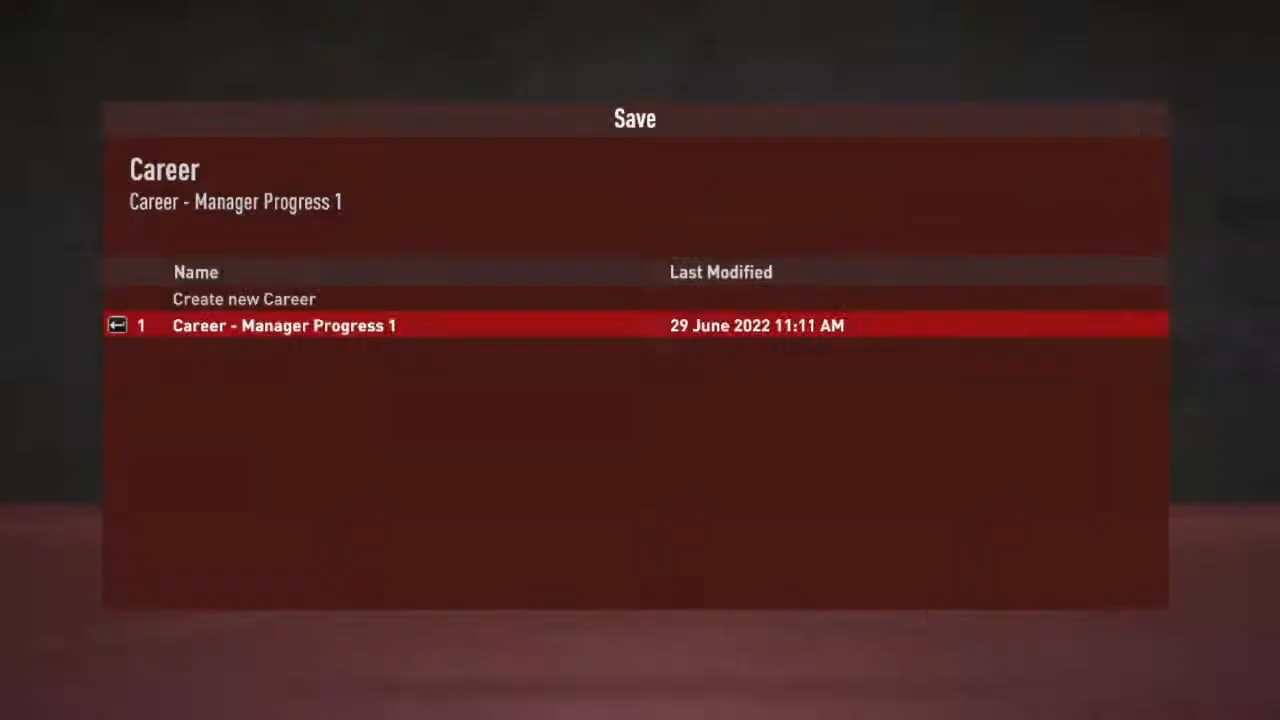 Save
Career
Career - Manager Progress 1
Name Last Modified
Create new Career
1 Career - Manager Progress 1 29 June 2022 11:11 AM